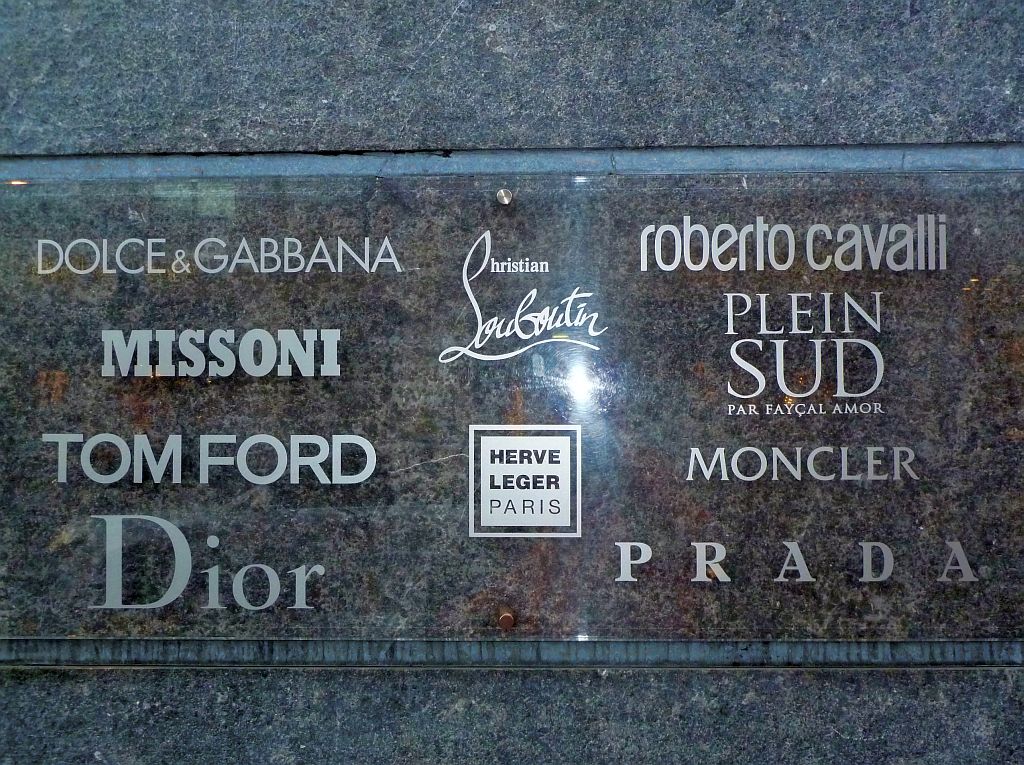 DOLCE & GABBANA
MISSONI
TOM FORD
Dior
Christian
Louboutin
HERVE
LEGER
PARIS
roberto cavalli
PLEIN
SUD
PAR FAYÇAL AMOR
MONCLER
PRADA